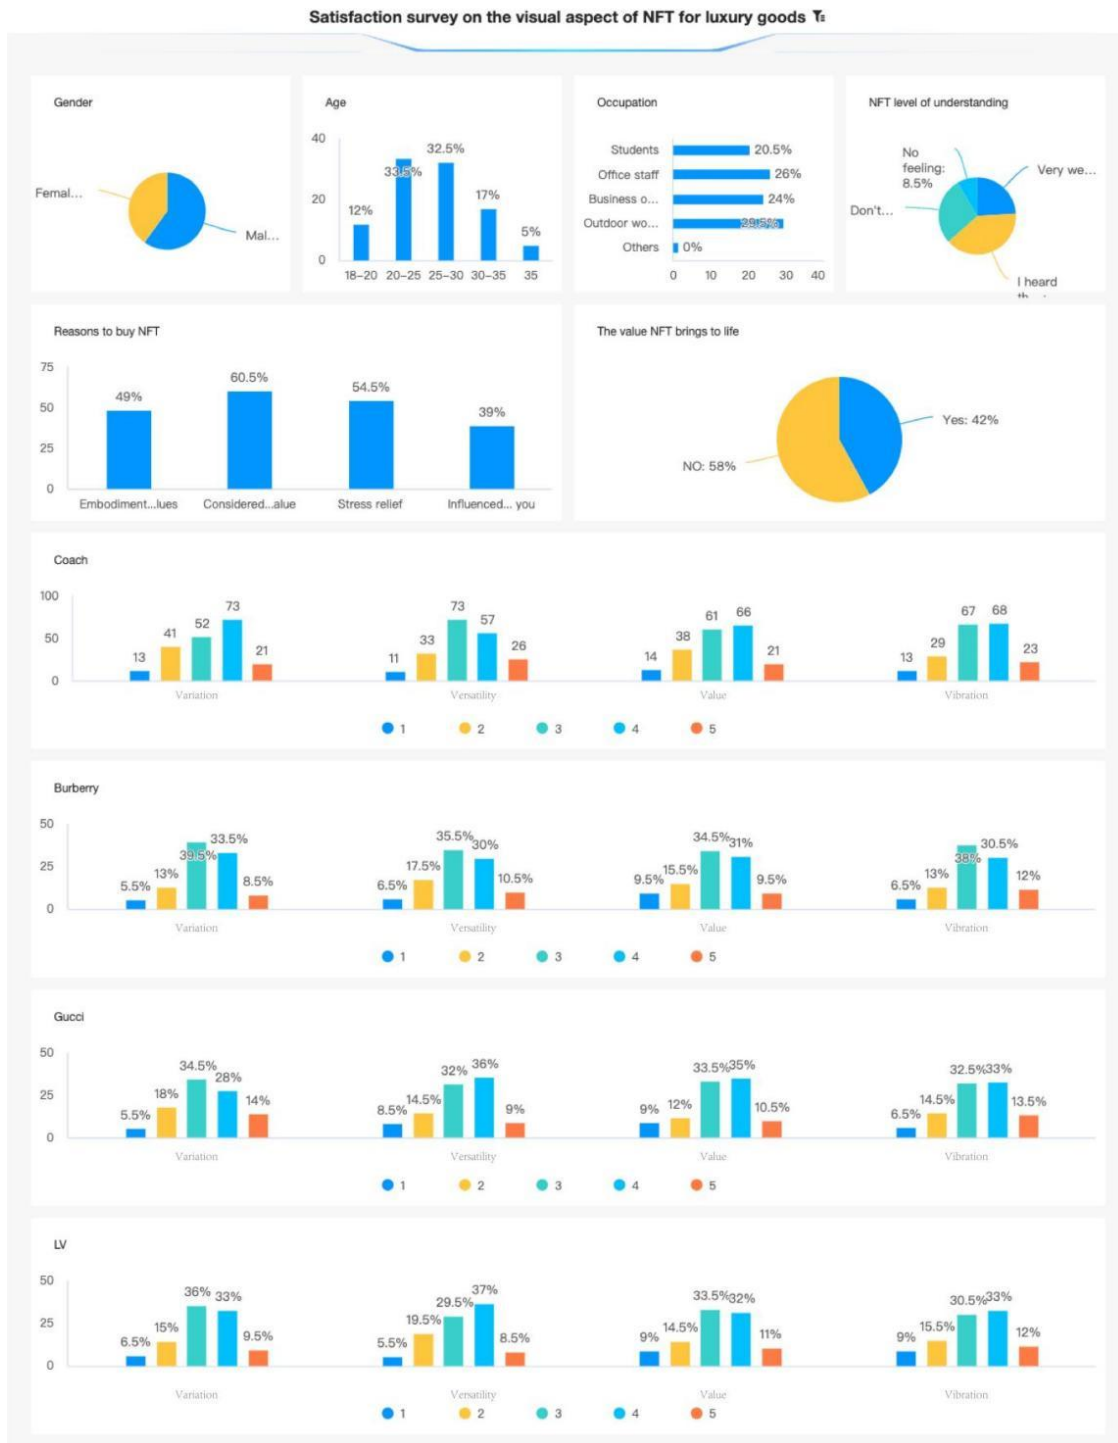 Satisfaction survey on the visual aspect of NFT for luxury goods
Gender
Femal...
Mal...
Age
40
20
0
12%
33.5%
32.5%
17%
5%
18–20 20–25 25–30 30–35 35
Occupation
Students 20.5%
Office staff 26%
Business o... 24%
Outdoor wo... 29.5%
Others 0%
0 10 20 30 40
NFT level of understanding
No
feeling:
8.5%
Very we...
Don't...
I heard
Reasons to buy NFT
75
50
25
0
49%
60.5%
54.5%
39%
Embodiment...lues Considered...alue Stress relief Influenced... you
The value NFT brings to life
Yes: 42%
NO: 58%
Coach
100
50
0
13 41 52 73 21
11 33 73 57 26
14 38 61 66 21
13 29 67 68 23
Variation Versatility Value Vibration
1 2 3 4 5
Burberry
50
25
0
5.5% 13% 39.5% 33.5% 8.5%
6.5% 17.5% 35.5% 30% 10.5%
9.5% 15.5% 34.5% 31% 9.5%
6.5% 13% 38% 30.5% 12%
Variation Versatility Value Vibration
1 2 3 4 5
Gucci
50
25
0
5.5% 18% 34.5% 28% 14%
8.5% 14.5% 32% 36% 9%
9% 12% 33.5% 35% 10.5%
6.5% 14.5% 32.5% 33% 13.5%
Variation Versatility Value Vibration
1 2 3 4 5
LV
50
25
0
6.5% 15% 36% 33% 9.5%
5.5% 19.5% 29.5% 37% 8.5%
9% 14.5% 33.5% 32% 11%
9% 15.5% 30.5% 33% 12%
Variation Versatility Value Vibration
1 2 3 4 5